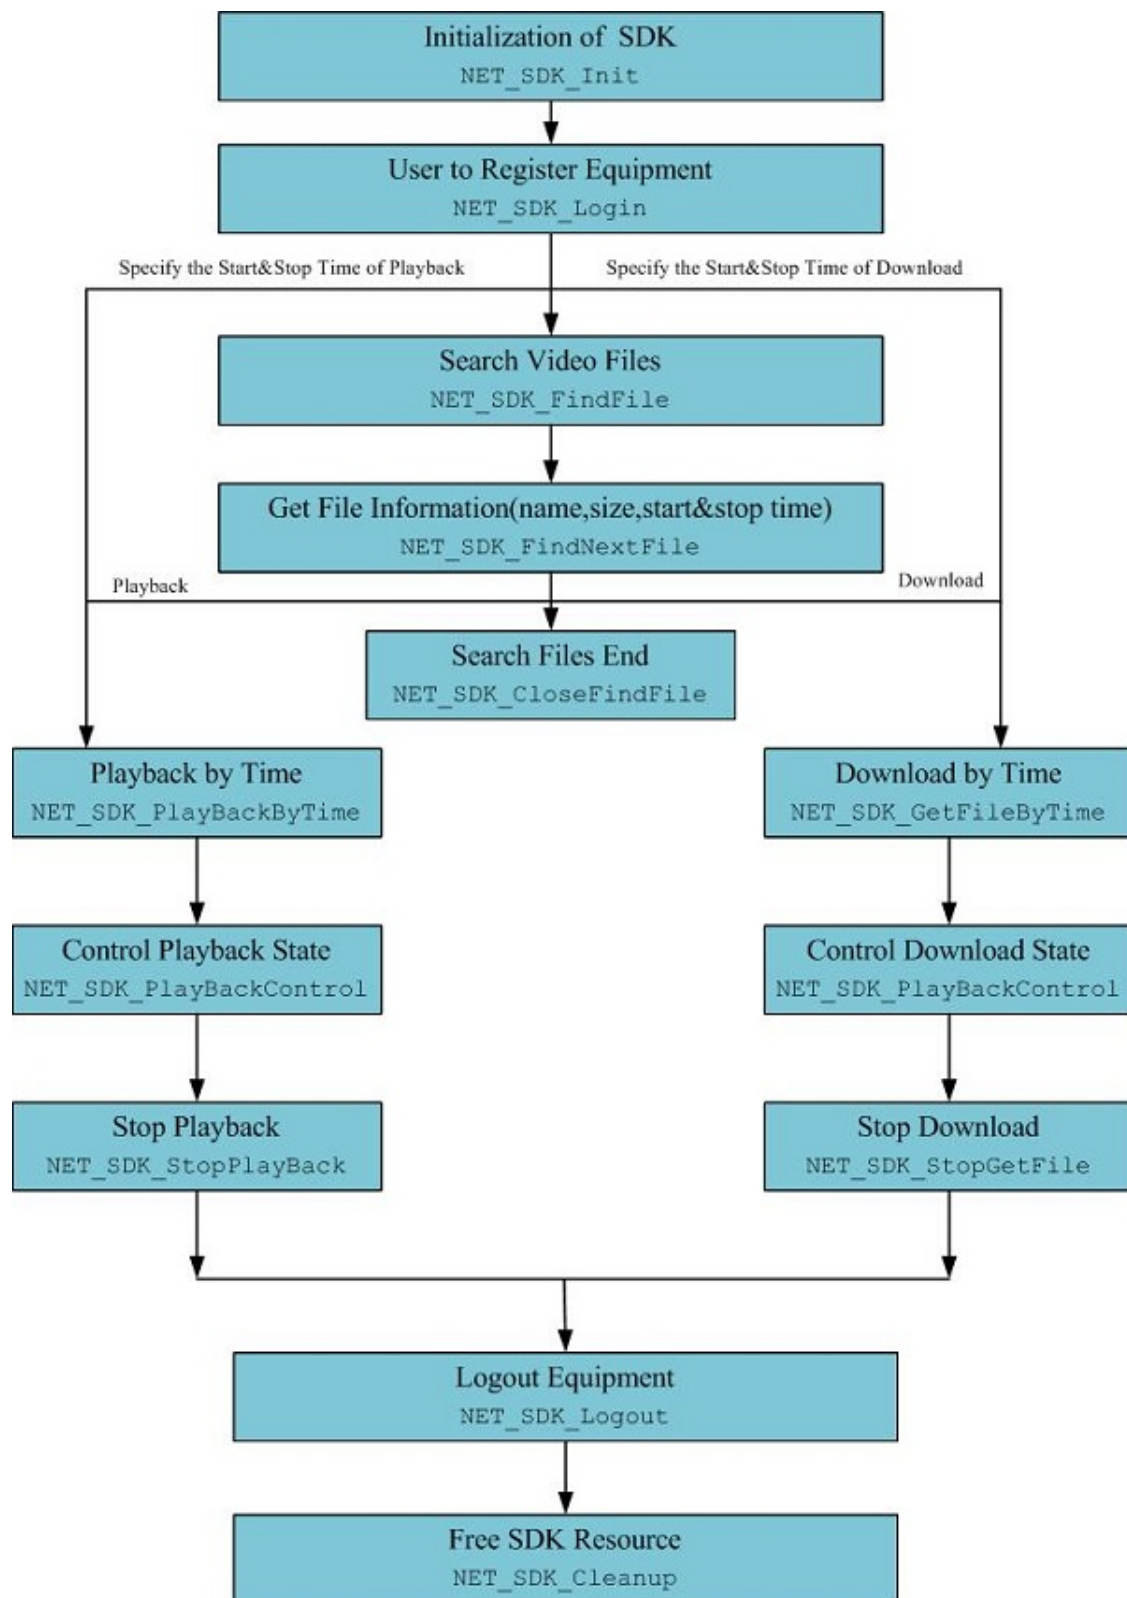 Initialization of SDK
NET_SDK_Init
User to Register Equipment
NET_SDK_Login
Specify the Start&Stop Time of Playback
Specify the Start&Stop Time of Download
Search Video Files
NET_SDK_FindFile
Get File Information(name,size,start&stop time)
NET_SDK_FindNextFile
Playback
Download
Search Files End
NET_SDK_CloseFindFile
Playback by Time
NET_SDK_PlayBackByTime
Download by Time
NET_SDK_GetFileByTime
Control Playback State
NET_SDK_PlayBackControl
Control Download State
NET_SDK_PlayBackControl
Stop Playback
NET_SDK_StopPlayBack
Stop Download
NET_SDK_StopGetFile
Logout Equipment
NET_SDK_Logout
Free SDK Resource
NET_SDK_Cleanup